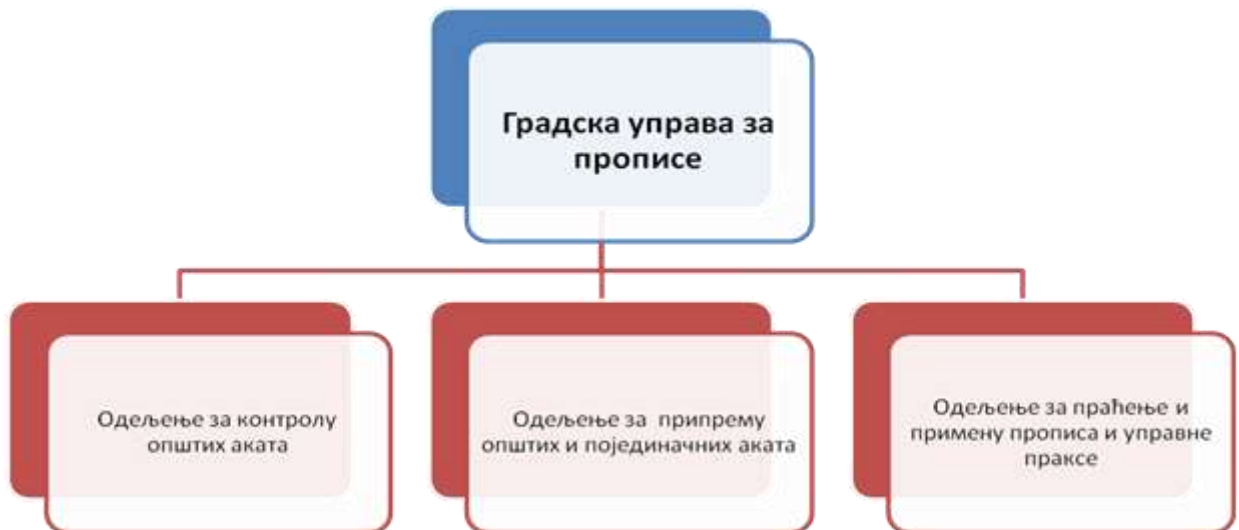 Градска управа за
прописе
Одељење за контролу
општих аката
Одељење за припрему
општих и појединачних аката
Одељење за праћење и
примену прописа и управне
праксе